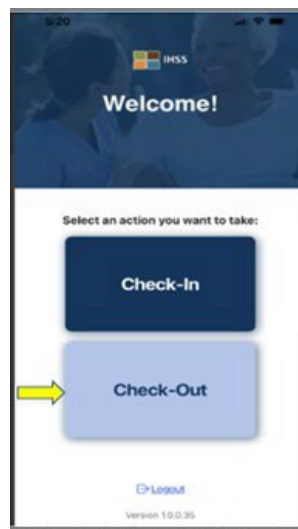 5:20
IHSS
Welcome!
Select an action you want to take:
Check-In
Check-Out
Logout
Version 1.0.0.35